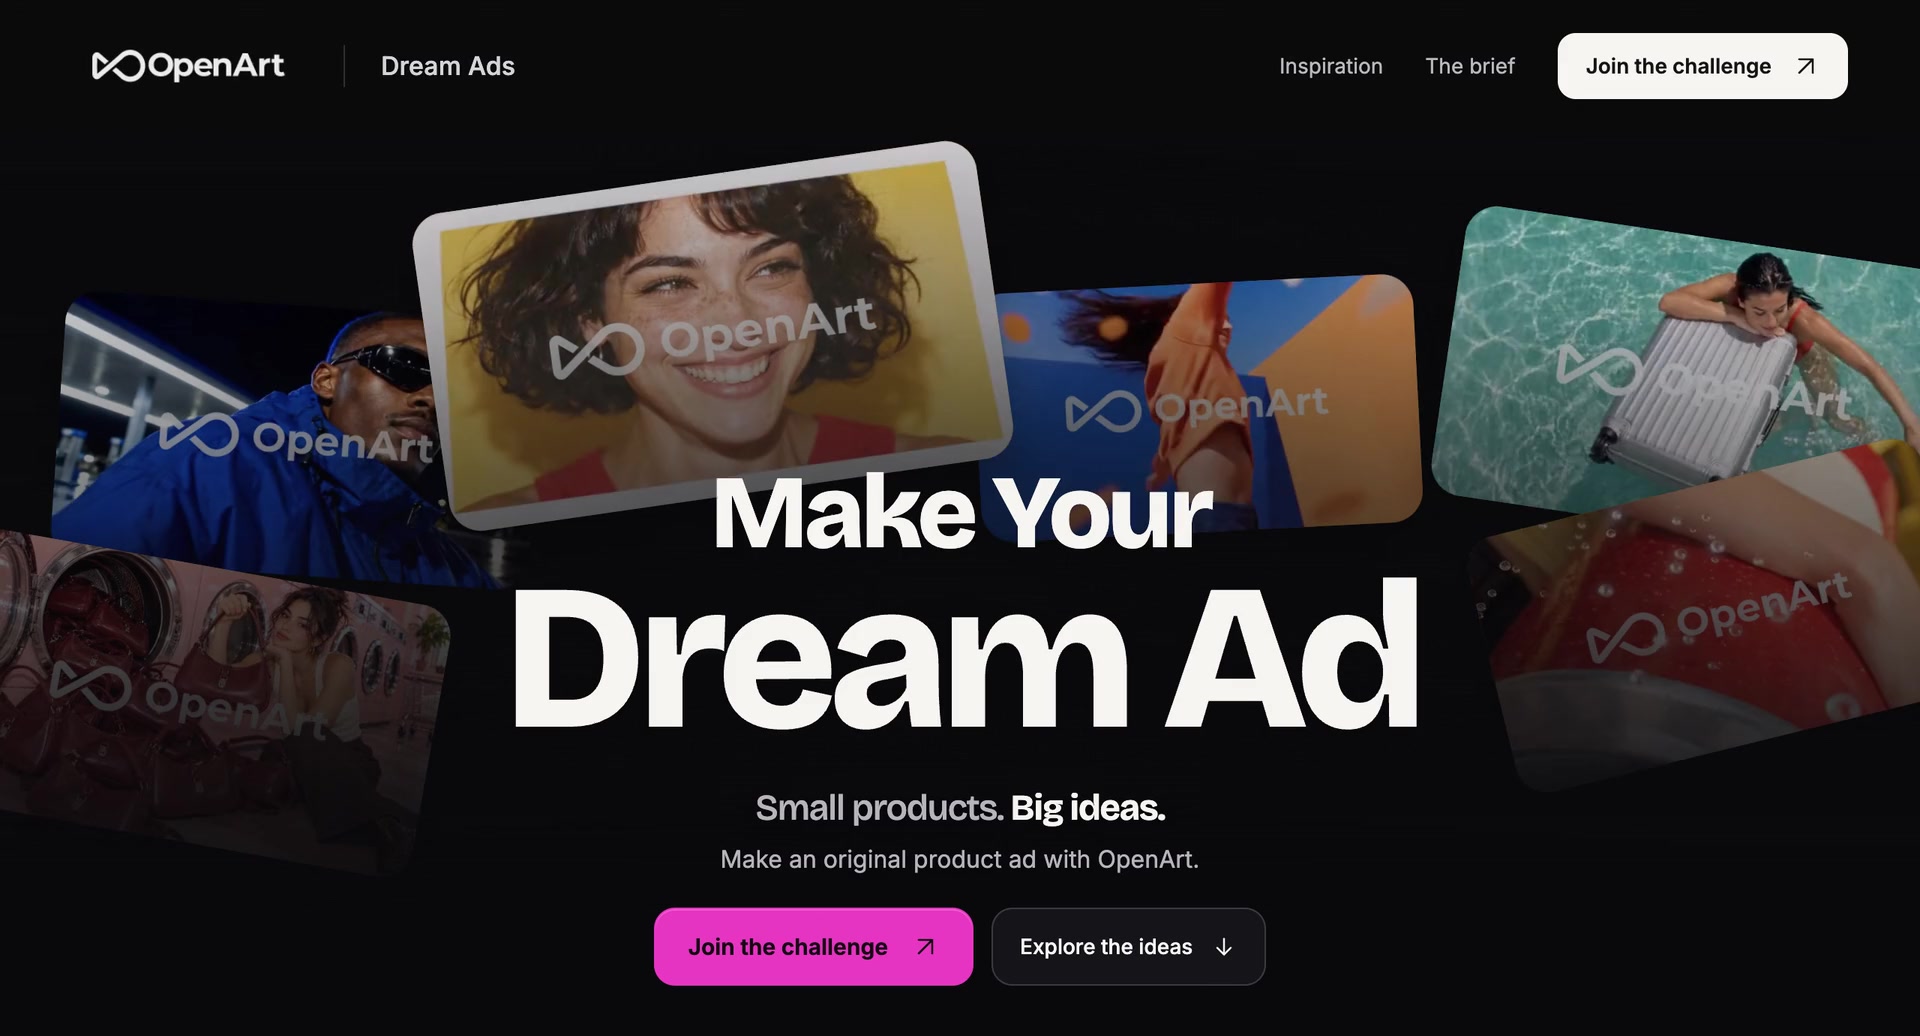 OpenArt
Dream Ads
Inspiration
The brief
Join the challenge
OpenArt
OpenArt
OpenArt
OpenArt
OpenArt
OpenArt
Make Your
Dream Ad
Small products. Big ideas.
Make an original product ad with OpenArt.
Join the challenge
Explore the ideas